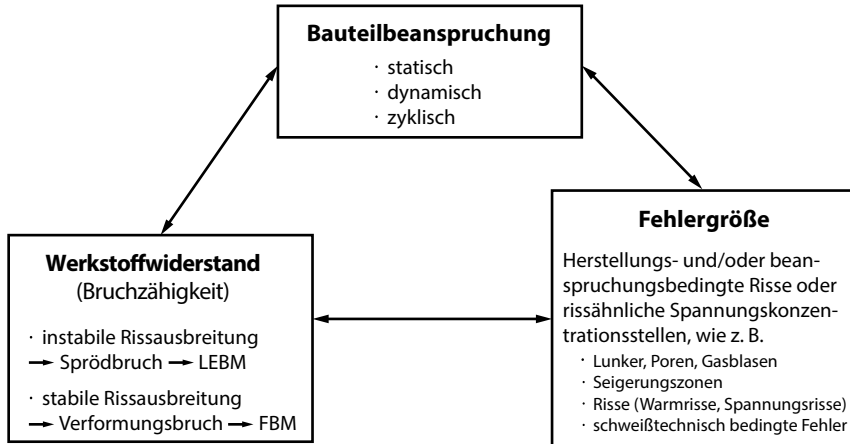 Bauteilbeanspruchung
· statisch
· dynamisch
· zyklisch
Werkstoffwiderstand
(Bruchzähigkeit)
· instabile Rissausbreitung
→ Sprödbruch → LEBM
· stabile Rissausbreitung
→ Verformungsbruch → FBM
Fehlergröße
Herstellungs- und/oder bean-
spruchungsbedingte Risse oder
rissähnliche Spannungskonzen-
trationsstellen, wie z. B.
· Lunker, Poren, Gasblasen
· Seigerungszonen
· Risse (Warmrisse, Spannungsrisse)
· schweißtechnisch bedingte Fehler